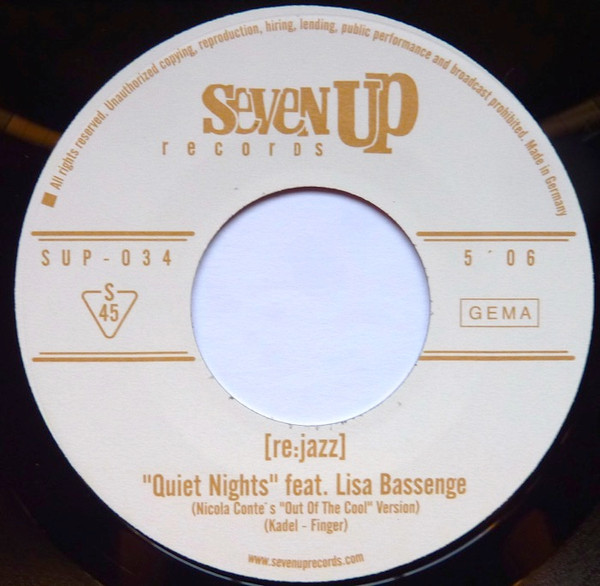 All rights reserved. Unauthorized copying, reproduction, hiring, lending, public performance and broadcast prohibited. Made in Germany
SEVEN UP
records
SUP-034
5´06
S
45
GEMA
[re:jazz]
"Quiet Nights" feat. Lisa Bassenge
(Nicola Conte´s "Out Of The Cool" Version)
(Kadel - Finger)
www.sevenuprecords.com